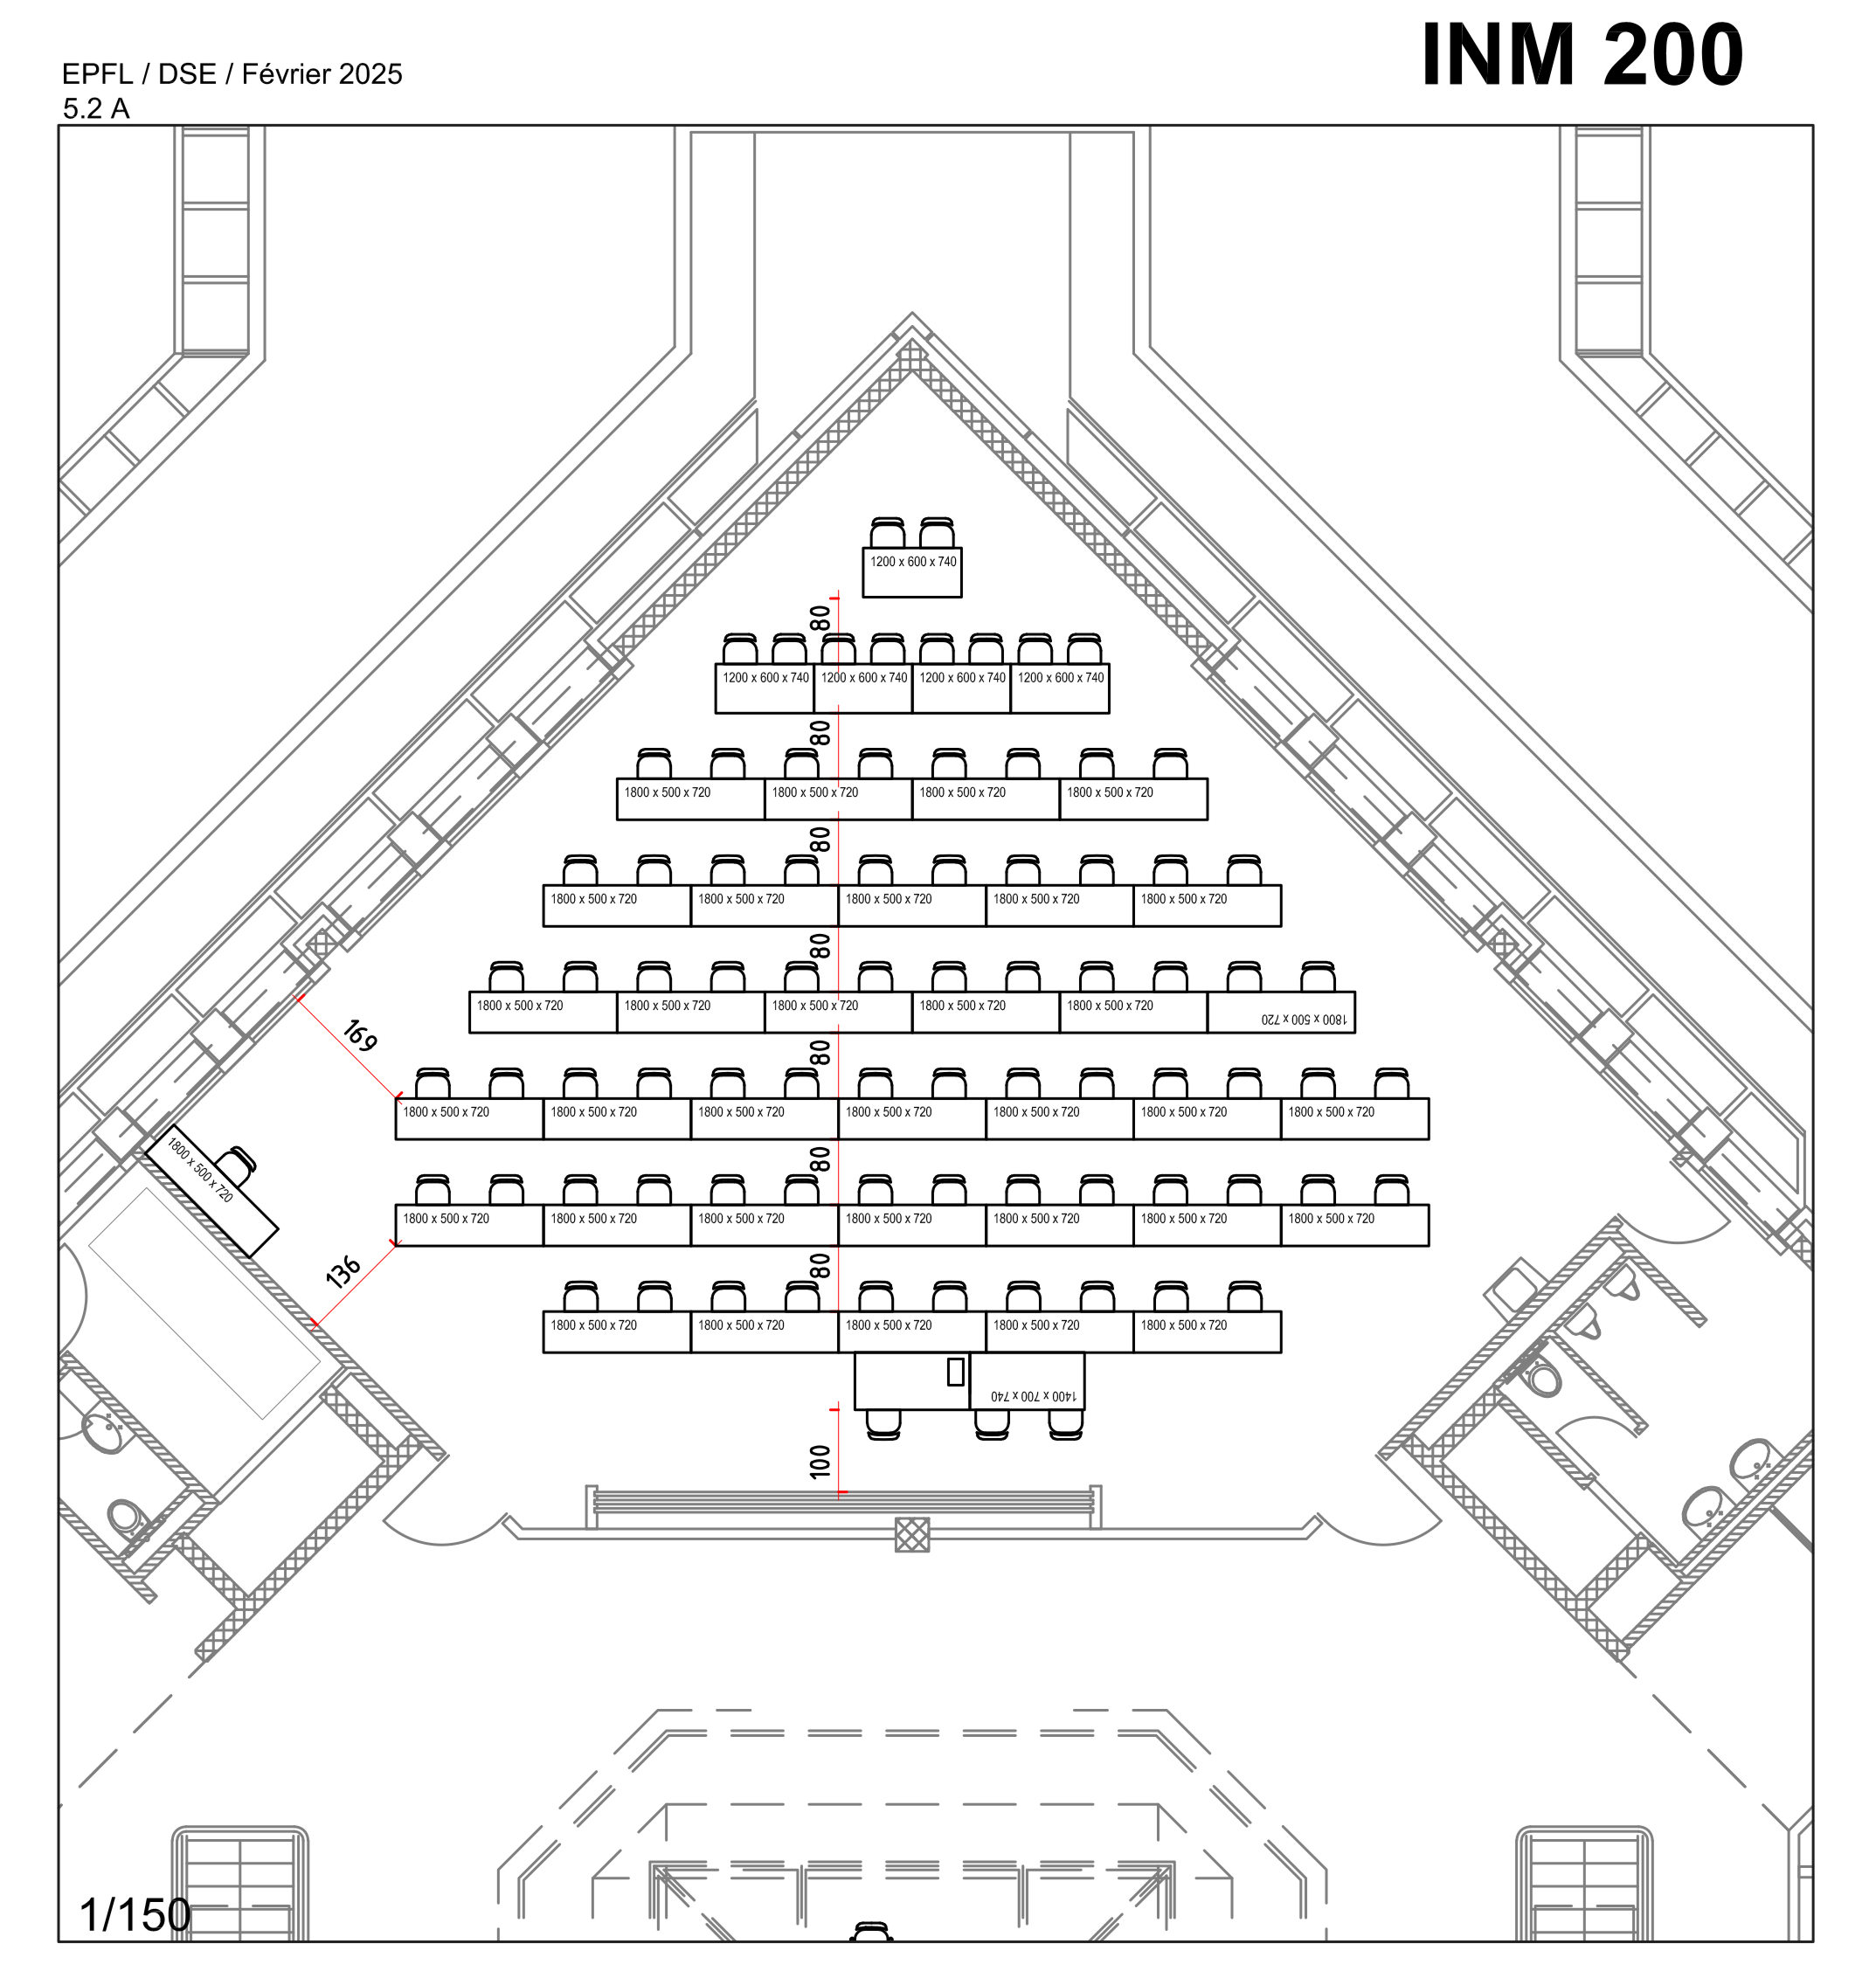 INM 200
EPFL / DSE / Février 2025
5.2 A
1200 x 600 x 740
80
1200 x 600 x 740 1200 x 600 x 740 1200 x 600 x 740 1200 x 600 x 740
80
1800 x 500 x 720 1800 x 500 x 720 1800 x 500 x 720 1800 x 500 x 720
80
1800 x 500 x 720 1800 x 500 x 720 1800 x 500 x 720 1800 x 500 x 720 1800 x 500 x 720
80
1800 x 500 x 720 1800 x 500 x 720 1800 x 500 x 720 1800 x 500 x 720 1800 x 500 x 720 1800 x 500 x 720
169
80
1800 x 500 x 720 1800 x 500 x 720 1800 x 500 x 720 1800 x 500 x 720 1800 x 500 x 720 1800 x 500 x 720 1800 x 500 x 720
1800 x 500 x 720
80
1800 x 500 x 720 1800 x 500 x 720 1800 x 500 x 720 1800 x 500 x 720 1800 x 500 x 720 1800 x 500 x 720 1800 x 500 x 720
136
80
1800 x 500 x 720 1800 x 500 x 720 1800 x 500 x 720 1800 x 500 x 720 1800 x 500 x 720
1400 x 700 x 740
100
1/150